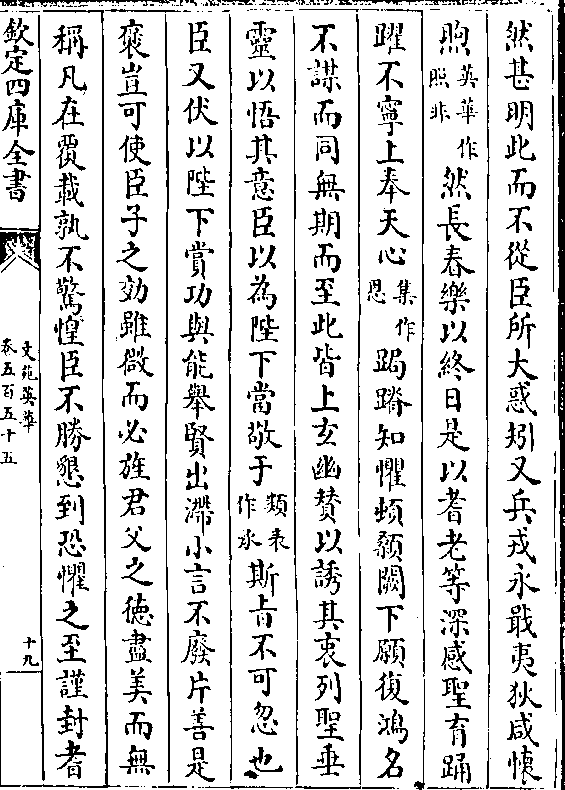 然甚明此而不從臣所大惑矧又兵戎永戢夷狄咸懐
煦英華作照非然長春樂以終日是以耆老等深感聖育踊
躍不寧上奉天心集作恩跼蹐知懼頓顙闕下願復鴻名
不謀而同無期而至此皆上玄幽賛以誘其衷列聖垂
靈以悟其意臣以為陛下當敬于類表作永斯㫖不可忽也
臣又伏以陛下賞功與能舉賢出滯小言不廢片善是
褒豈可使臣子之効雖微而必旌君父之徳盡美而無
稱凡在覆載孰不驚惶臣不勝懇到恐懼之至謹封耆
欽定四庫全書
文苑英華
卷五百五十五
十九